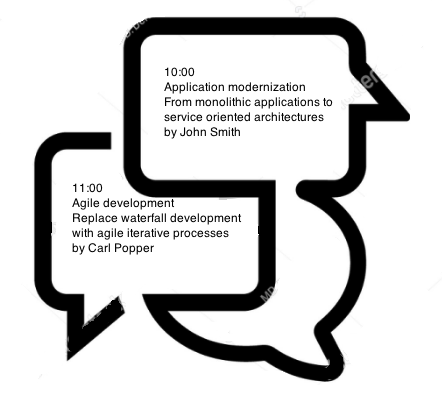 10:00
Application modernization
From monolithic applications to
service oriented architectures
by John Smith
11:00
Agile development
Replace waterfall development
with agile iterative processes
by Carl Popper